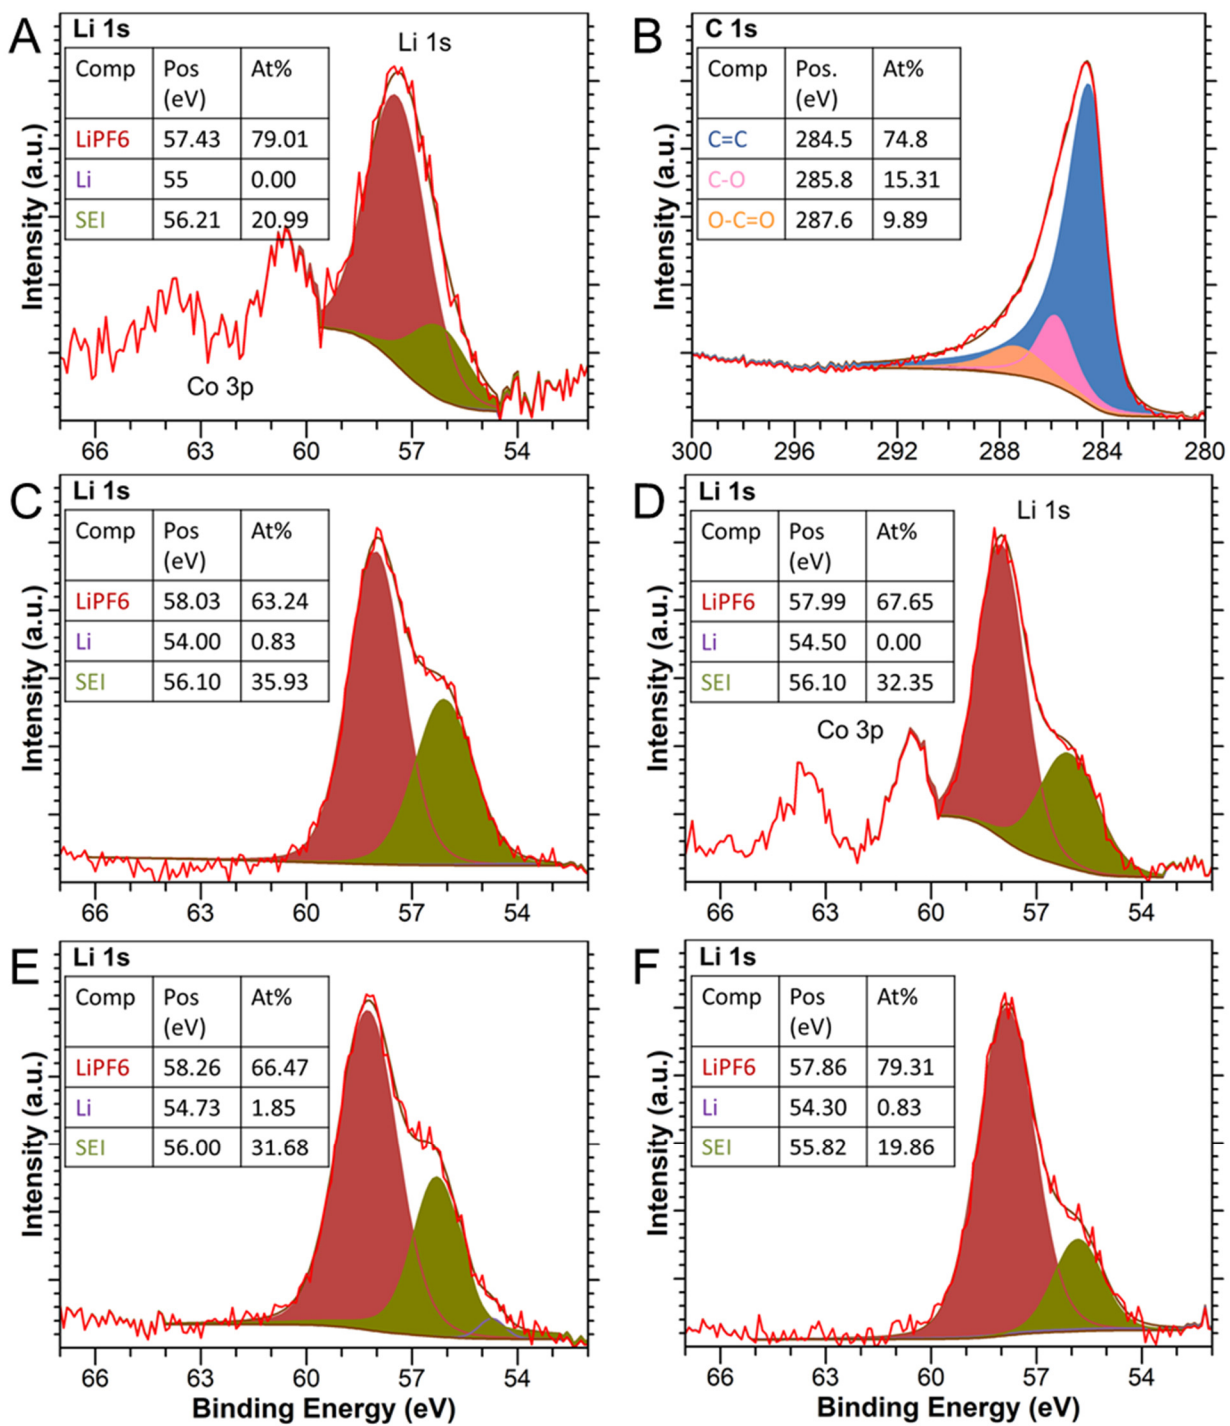 A
Li 1s
Li 1s
Comp Pos (eV) At%
LiPF6 57.43 79.01
Li 55 0.00
SEI 56.21 20.99
Co 3p
Intensity (a.u.)
66 63 60 57 54
B
C 1s
Comp Pos. (eV) At%
C=C 284.5 74.8
C-O 285.8 15.31
O-C=O 287.6 9.89
Intensity (a.u.)
300 296 292 288 284 280
C
Li 1s
Comp Pos (eV) At%
LiPF6 58.03 63.24
Li 54.00 0.83
SEI 56.10 35.93
Intensity (a.u.)
66 63 60 57 54
D
Li 1s
Li 1s
Comp Pos (eV) At%
LiPF6 57.99 67.65
Li 54.50 0.00
SEI 56.10 32.35
Co 3p
Intensity (a.u.)
66 63 60 57 54
E
Li 1s
Comp Pos (eV) At%
LiPF6 58.26 66.47
Li 54.73 1.85
SEI 56.00 31.68
Intensity (a.u.)
66 63 60 57 54
Binding Energy (eV)
F
Li 1s
Comp Pos (eV) At%
LiPF6 57.86 79.31
Li 54.30 0.83
SEI 55.82 19.86
Intensity (a.u.)
66 63 60 57 54
Binding Energy (eV)